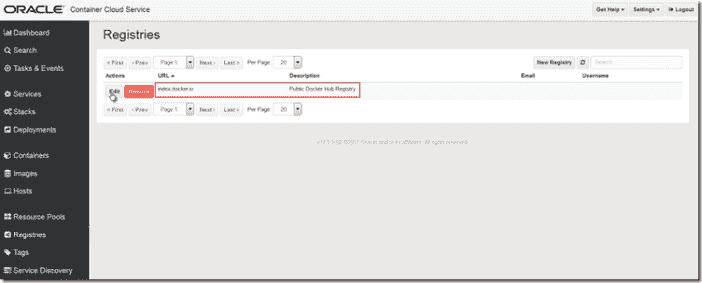 ORACLE Container Cloud Service Get Help Settings Logout
Dashboard
Search
Tasks & Events
Services
Stacks
Deployments
Containers
Images
Hosts
Resource Pools
Registries
Tags
Service Discovery
Registries
« First ‹ Prev Page 1 Next › Last » Per Page 20 New Registry Search
Actions URL Description Email Username
Edit Remove index.docker.io Public Docker Hub Registry
« First ‹ Prev Page 1 Next › Last » Per Page 20
All rights reserved.